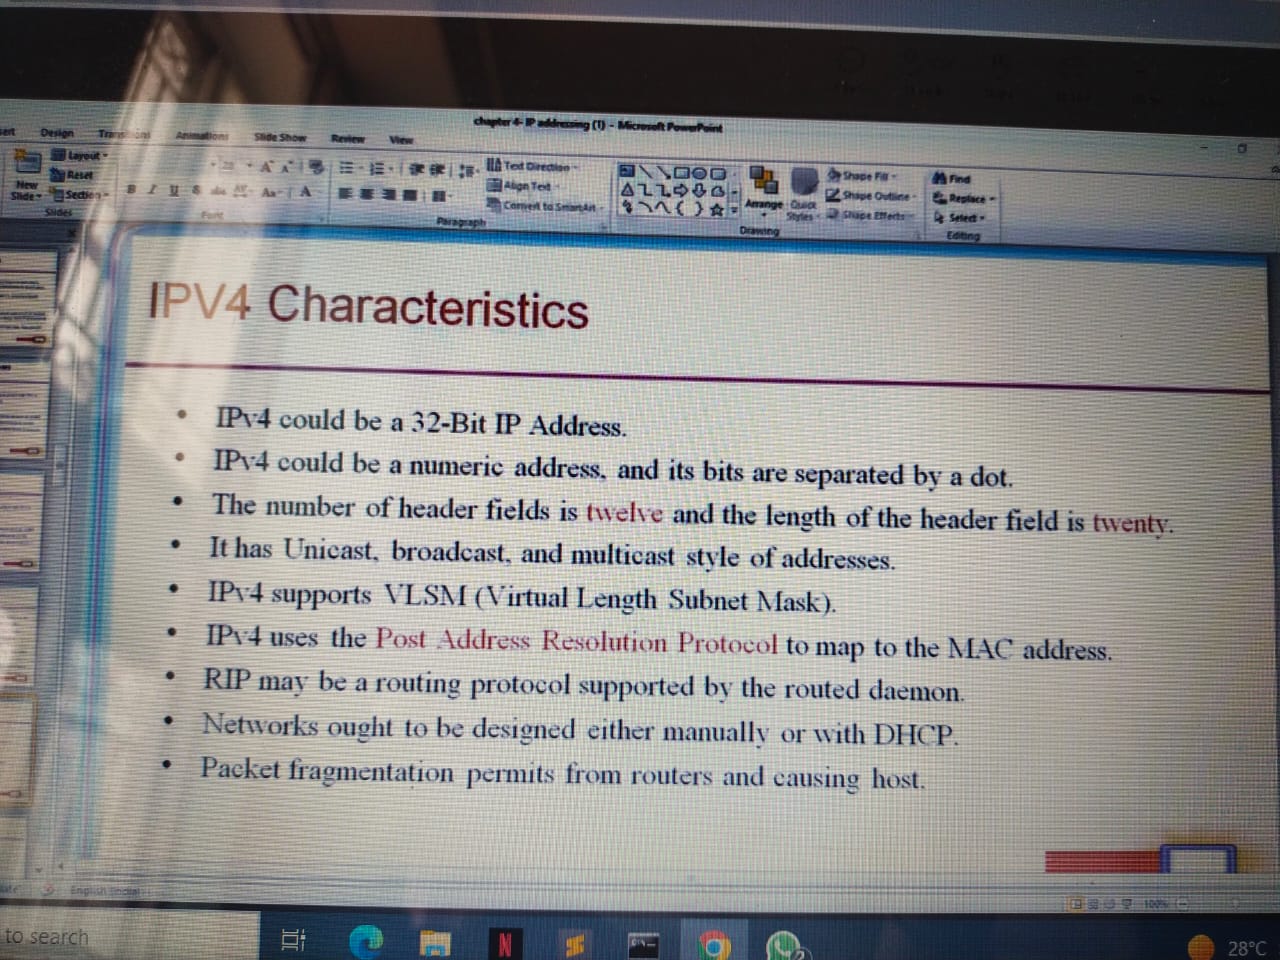 chapter 4- IP addressing (1) - Microsoft PowerPoint
Design
Animations
Slide Show
Review
View
New
Slide
Layout
Reset
Section
Slides
Font
Text Direction
Align Text
Convert to SmartArt
Paragraph
Arrange
Quick
Styles
Shape Fill
Shape Outline
Shape Effects
Drawing
Find
Replace
Select
Editing
IPV4 Characteristics
• IPv4 could be a 32-Bit IP Address.
• IPv4 could be a numeric address, and its bits are separated by a dot.
• The number of header fields is twelve and the length of the header field is twenty.
• It has Unicast, broadcast, and multicast style of addresses.
• IPv4 supports VLSM (Virtual Length Subnet Mask).
• IPv4 uses the Post Address Resolution Protocol to map to the MAC address.
• RIP may be a routing protocol supported by the routed daemon.
• Networks ought to be designed either manually or with DHCP.
• Packet fragmentation permits from routers and causing host.
100%
to search
28°C